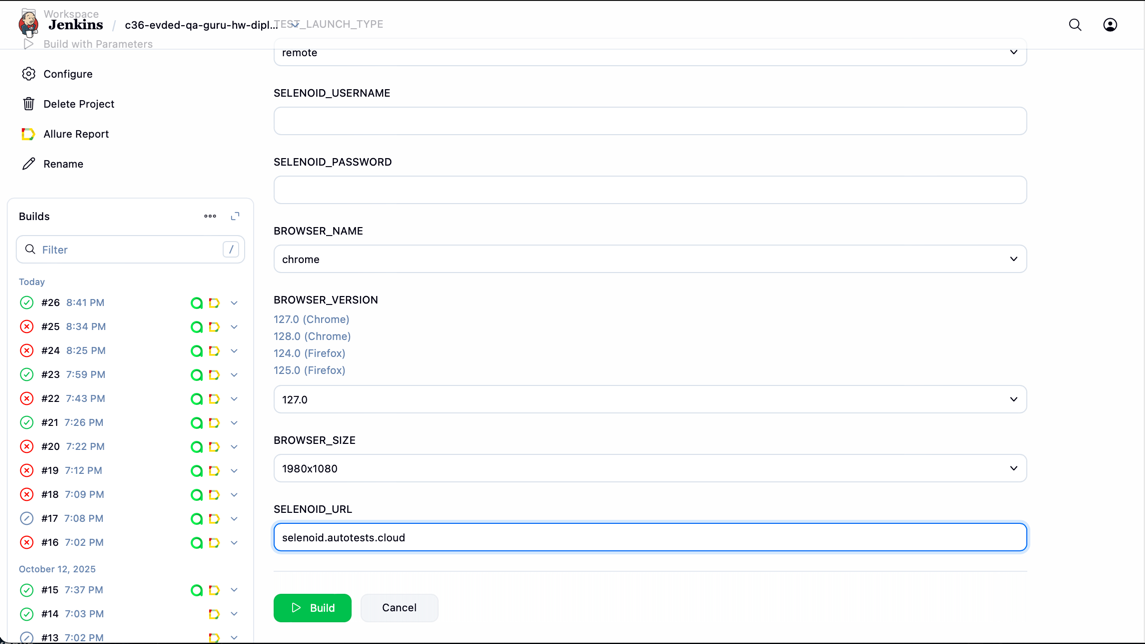 Workspace
Jenkins / c36-evded-qa-guru-hw-dipl...
TEST_LAUNCH_TYPE
Build with Parameters
remote
Configure
Delete Project
Allure Report
Rename
Builds
Filter
/
Today
#26 8:41 PM
#25 8:34 PM
#24 8:25 PM
#23 7:59 PM
#22 7:43 PM
#21 7:26 PM
#20 7:22 PM
#19 7:12 PM
#18 7:09 PM
#17 7:08 PM
#16 7:02 PM
October 12, 2025
#15 7:37 PM
#14 7:03 PM
#13 7:02 PM
SELENOID_USERNAME
SELENOID_PASSWORD
BROWSER_NAME
chrome
BROWSER_VERSION
127.0 (Chrome)
128.0 (Chrome)
124.0 (Firefox)
125.0 (Firefox)
127.0
BROWSER_SIZE
1980x1080
SELENOID_URL
selenoid.autotests.cloud
Build
Cancel